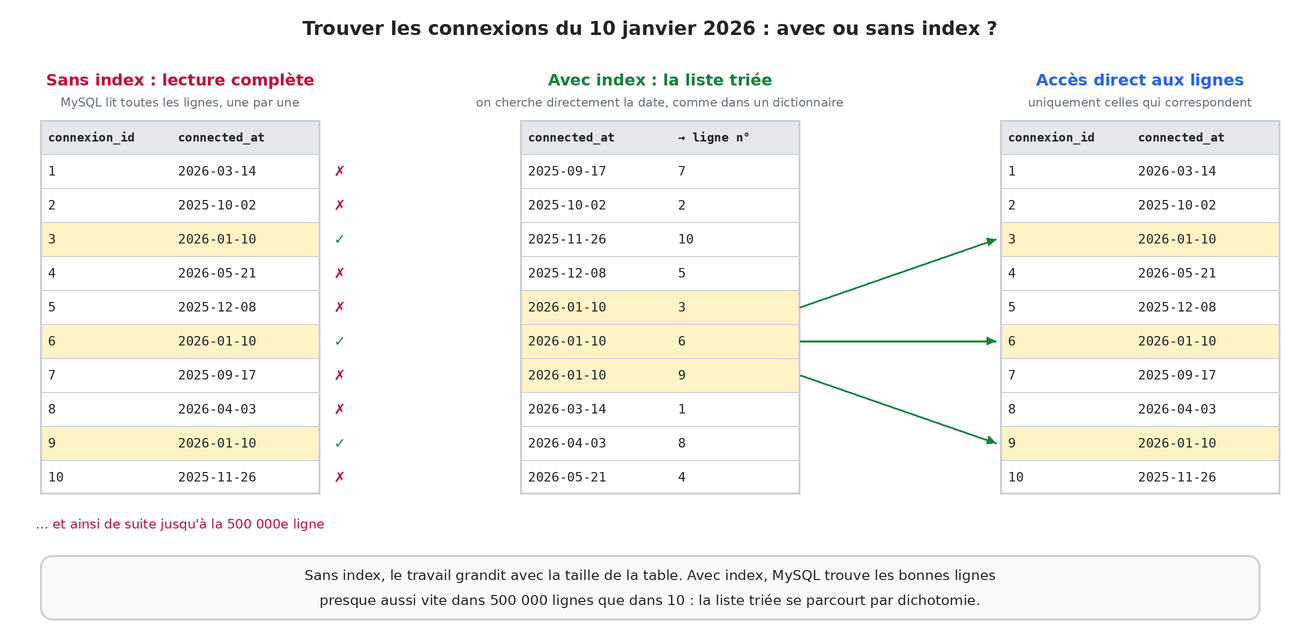 Trouver les connexions du 10 janvier 2026 : avec ou sans index ?
Sans index : lecture complète
MySQL lit toutes les lignes, une par une
connexion_id connected_at
1 2026-03-14 ✗
2 2025-10-02 ✗
3 2026-01-10 ✓
4 2026-05-21 ✗
5 2025-12-08 ✗
6 2026-01-10 ✓
7 2025-09-17 ✗
8 2026-04-03 ✗
9 2026-01-10 ✓
10 2025-11-26 ✗
... et ainsi de suite jusqu'à la 500 000e ligne
Avec index : la liste triée
on cherche directement la date, comme dans un dictionnaire
connected_at → ligne n°
2025-09-17 7
2025-10-02 2
2025-11-26 10
2025-12-08 5
2026-01-10 3
2026-01-10 6
2026-01-10 9
2026-03-14 1
2026-04-03 8
2026-05-21 4
Accès direct aux lignes
uniquement celles qui correspondent
connexion_id connected_at
1 2026-03-14
2 2025-10-02
3 2026-01-10
4 2026-05-21
5 2025-12-08
6 2026-01-10
7 2025-09-17
8 2026-04-03
9 2026-01-10
10 2025-11-26
Sans index, le travail grandit avec la taille de la table. Avec index, MySQL trouve les bonnes lignes
presque aussi vite dans 500 000 lignes que dans 10 : la liste triée se parcourt par dichotomie.